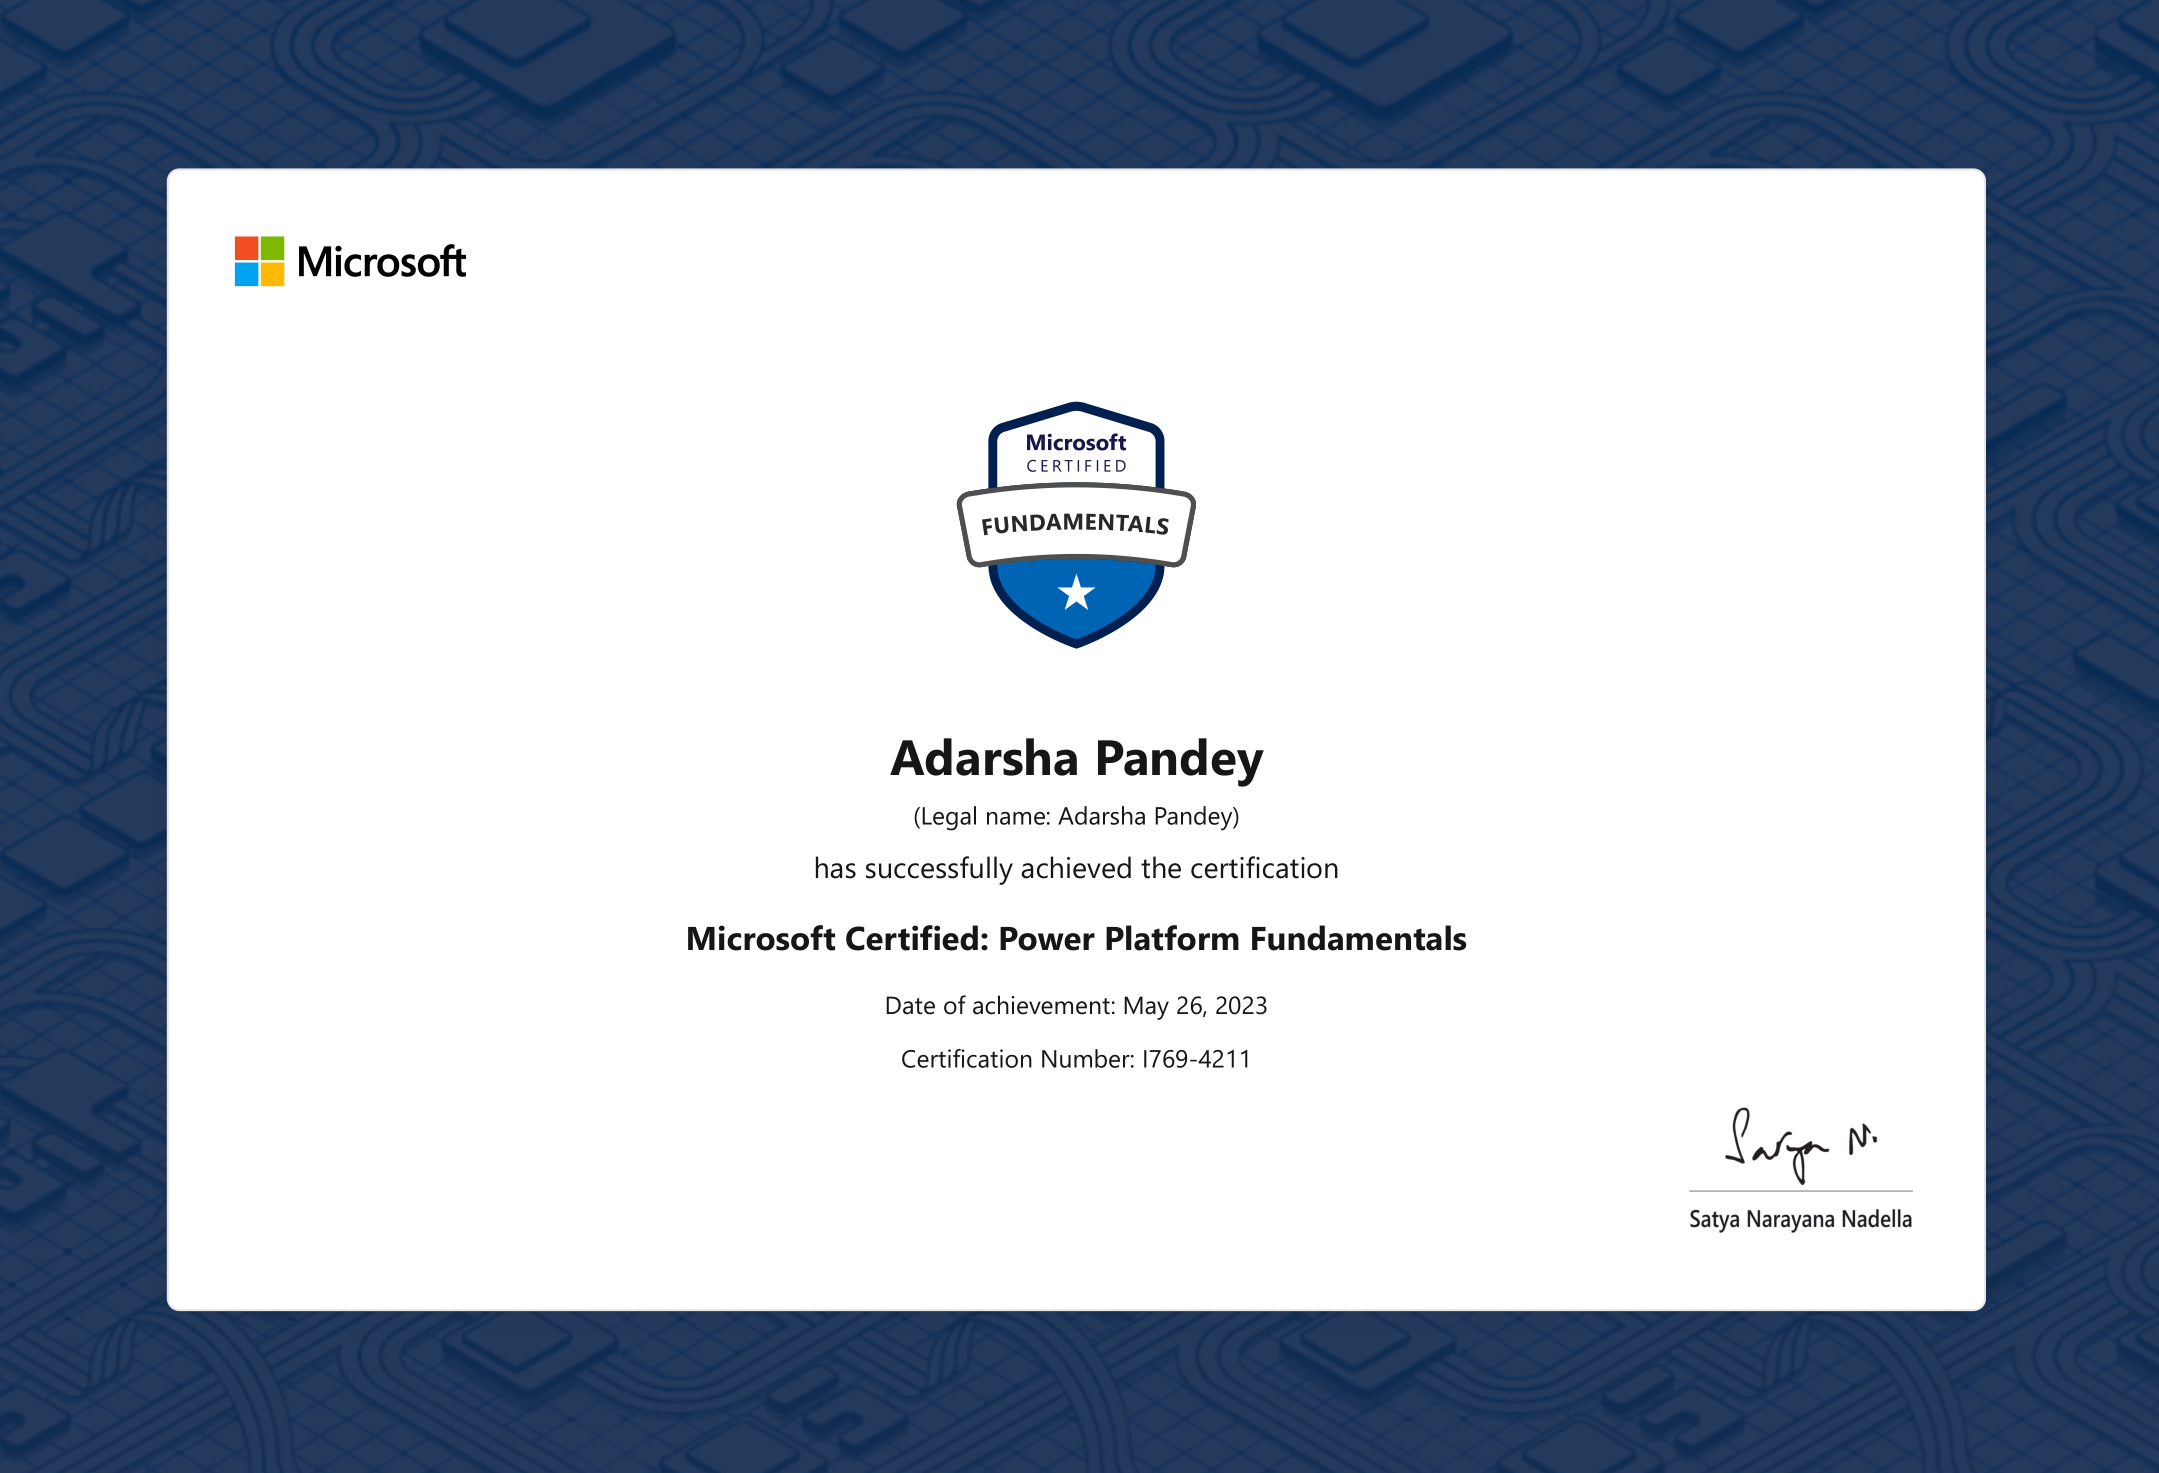 Microsoft
Microsoft
CERTIFIED
FUNDAMENTALS
Adarsha Pandey
(Legal name: Adarsha Pandey)
has successfully achieved the certification
Microsoft Certified: Power Platform Fundamentals
Date of achievement: May 26, 2023
Certification Number: I769-4211
Satya N.
Satya Narayana Nadella